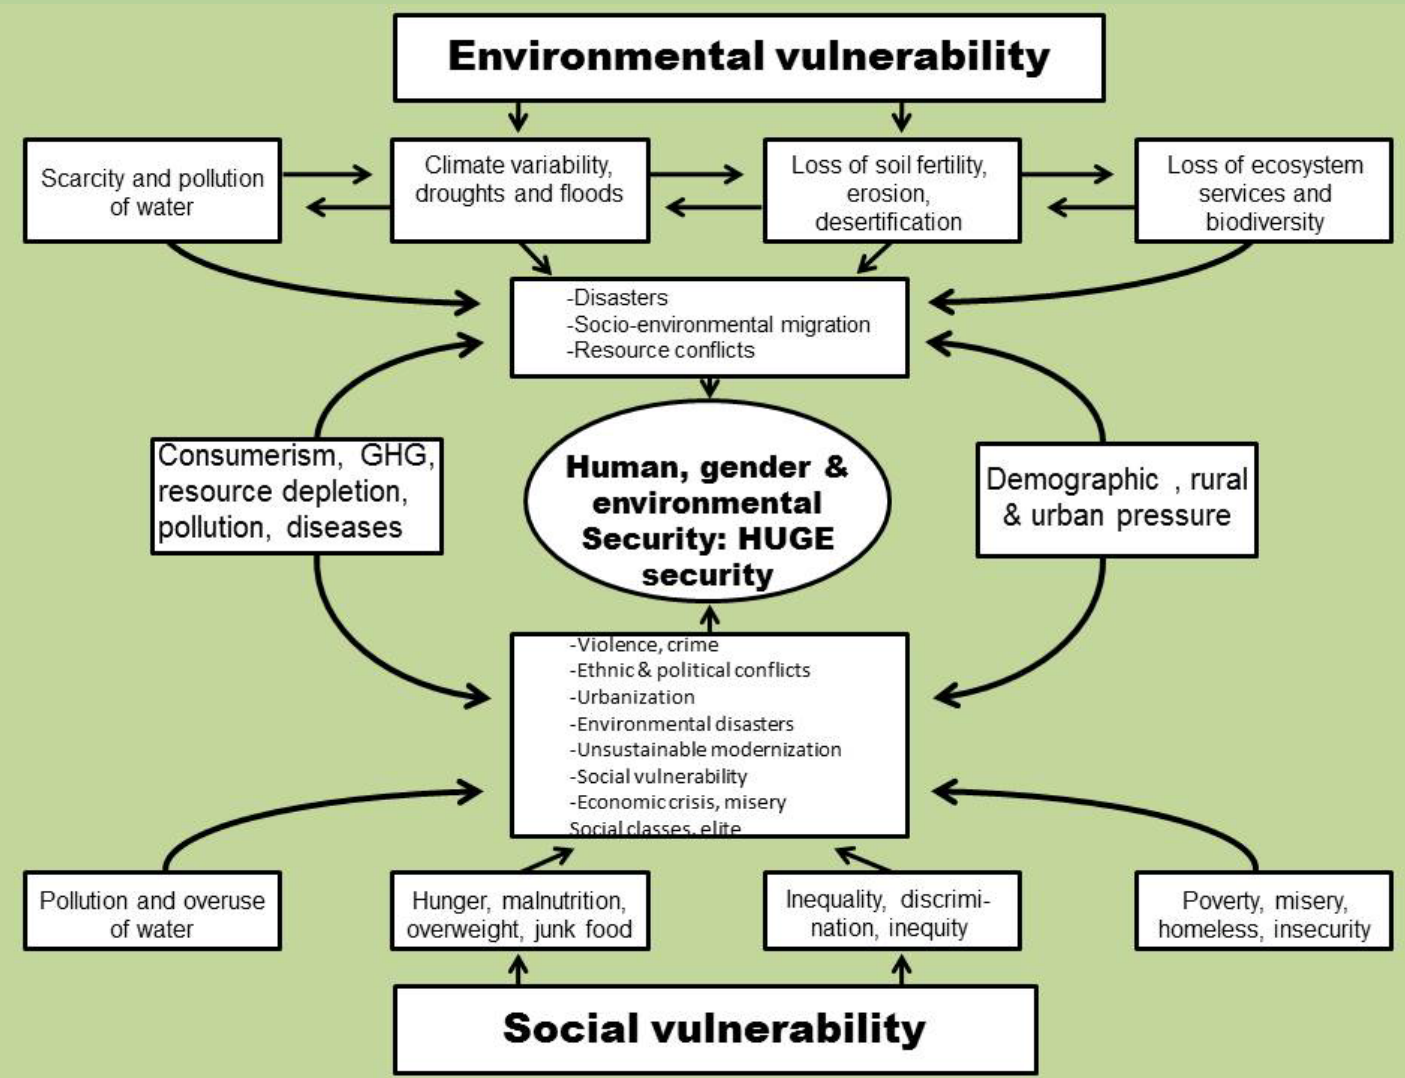 Environmental vulnerability
Scarcity and pollution
of water
Climate variability,
droughts and floods
Loss of soil fertility,
erosion,
desertification
Loss of ecosystem
services and
biodiversity
-Disasters
-Socio-environmental migration
-Resource conflicts
Consumerism, GHG,
resource depletion,
pollution, diseases
Human, gender &
environmental
Security: HUGE
security
Demographic , rural
& urban pressure
-Violence, crime
-Ethnic & political conflicts
-Urbanization
-Environmental disasters
-Unsustainable modernization
-Social vulnerability
-Economic crisis, misery
Social classes, elite
Pollution and overuse
of water
Hunger, malnutrition,
overweight, junk food
Inequality, discrimi-
nation, inequity
Poverty, misery,
homeless, insecurity
Social vulnerability